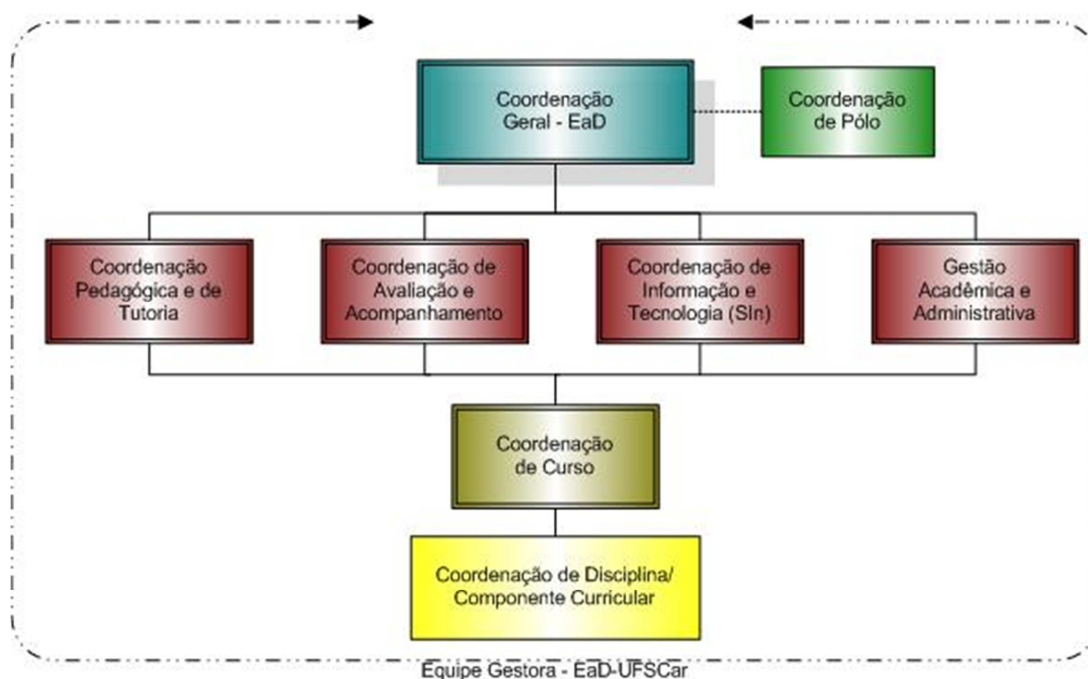 Coordenação
Geral - EaD
Coordenação
de Pólo
Coordenação
Pedagógica e de
Tutoria
Coordenação de
Avaliação e
Acompanhamento
Coordenação de
Informação e
Tecnologia (SIn)
Gestão
Acadêmica e
Administrativa
Coordenação
de Curso
Coordenação de Disciplina/
Componente Curricular
Equipe Gestora - EaD-UFSCar